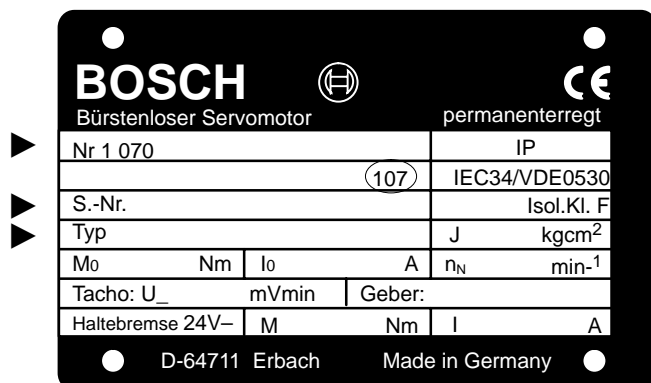 BOSCH CE
Bürstenloser Servomotor permanenterregt
Nr 1 070 IP
107 IEC34/VDE0530
S.-Nr. Isol.Kl. F
Typ J kgcm²
M₀ Nm I₀ A nN min-¹
Tacho: U_ mVmin Geber:
Haltebremse 24V– M Nm I A
D-64711 Erbach Made in Germany